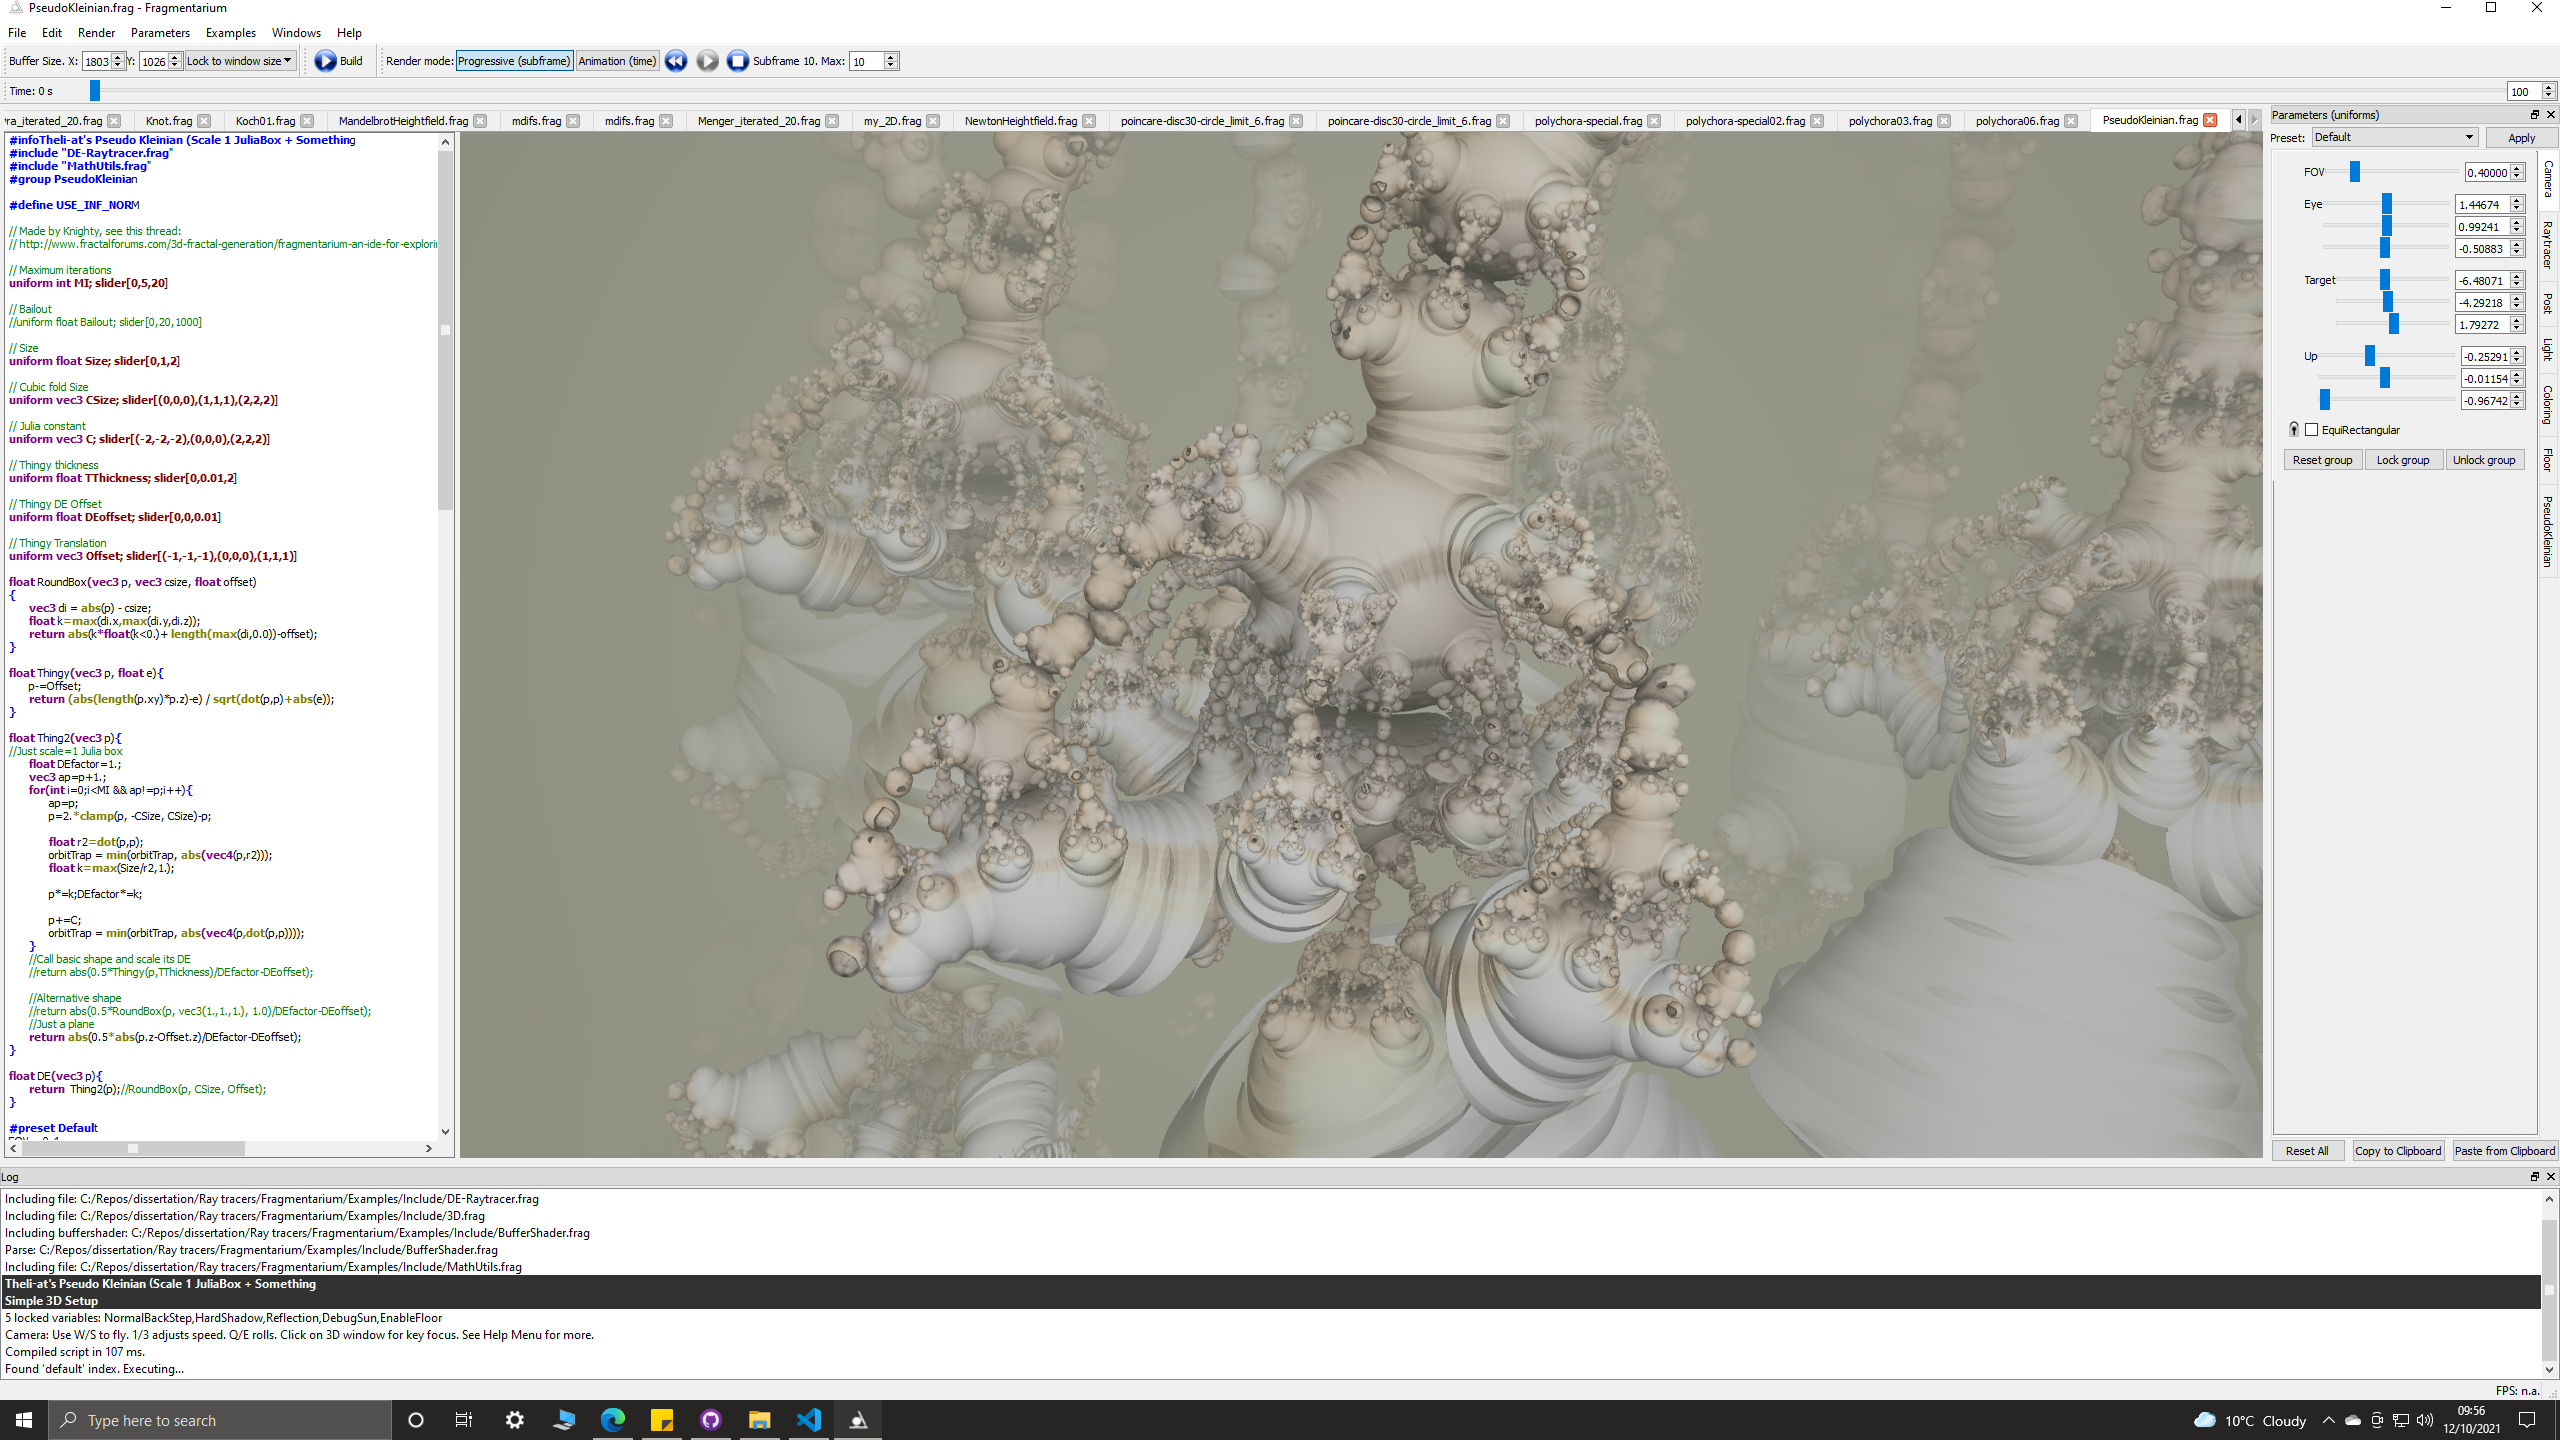 PseudoKleinian.frag - Fragmentarium
File Edit Render Parameters Examples Windows Help
Buffer Size. X: 1803 Y: 1026 Lock to window size Build Render mode: Progressive (subframe) Animation (time) Subframe 10. Max: 10
Time: 0 s 100
ra_iterated_20.frag Knot.frag Koch01.frag MandelbrotHeightfield.frag mdifs.frag mdifs.frag Menger_iterated_20.frag my_2D.frag NewtonHeightfield.frag poincare-disc30-circle_limit_6.frag poincare-disc30-circle_limit_6.frag polychora-special.frag polychora-special02.frag polychora03.frag polychora06.frag PseudoKleinian.frag
#infoTheli-at's Pseudo Kleinian (Scale 1 JuliaBox + Something
#include "DE-Raytracer.frag"
#include "MathUtils.frag"
#group PseudoKleinian
#define USE_INF_NORM
// Made by Knighty, see this thread:
// http://www.fractalforums.com/3d-fractal-generation/fragmentarium-an-ide-for-explorin
// Maximum iterations
uniform int MI; slider[0,5,20]
// Bailout
//uniform float Bailout; slider[0,20,1000]
// Size
uniform float Size; slider[0,1,2]
// Cubic fold Size
uniform vec3 CSize; slider[(0,0,0),(1,1,1),(2,2,2)]
// Julia constant
uniform vec3 C; slider[(-2,-2,-2),(0,0,0),(2,2,2)]
// Thingy thickness
uniform float TThickness; slider[0,0.01,2]
// Thingy DE Offset
uniform float DEoffset; slider[0,0,0.01]
// Thingy Translation
uniform vec3 Offset; slider[(-1,-1,-1),(0,0,0),(1,1,1)]
float RoundBox(vec3 p, vec3 csize, float offset)
{
vec3 di = abs(p) - csize;
float k=max(di.x,max(di.y,di.z));
return abs(k*float(k<0.)+ length(max(di,0.0))-offset);
}
float Thingy(vec3 p, float e){
p-=Offset;
return (abs(length(p.xy)*p.z)-e) / sqrt(dot(p,p)+abs(e));
}
float Thing2(vec3 p){
//Just scale=1 Julia box
float DEfactor=1.;
vec3 ap=p+1.;
for(int i=0;i<MI && ap!=p;i++){
ap=p;
p=2.*clamp(p, -CSize, CSize)-p;
float r2=dot(p,p);
orbitTrap = min(orbitTrap, abs(vec4(p,r2)));
float k=max(Size/r2,1.);
p*=k;DEfactor*=k;
p+=C;
orbitTrap = min(orbitTrap, abs(vec4(p,dot(p,p))));
}
//Call basic shape and scale its DE
//return abs(0.5*Thingy(p,TThickness)/DEfactor-DEoffset);
//Alternative shape
//return abs(0.5*RoundBox(p, vec3(1.,1.,1.), 1.0)/DEfactor-DEoffset);
//Just a plane
return abs(0.5*abs(p.z-Offset.z)/DEfactor-DEoffset);
}
float DE(vec3 p){
return Thing2(p);//RoundBox(p, CSize, Offset);
}
#preset Default
Parameters (uniforms)
Preset: Default Apply
FOV 0.40000
Eye 1.44674
0.99241
-0.50883
Target -6.48071
-4.29218
1.79272
Up -0.25291
-0.01154
-0.96742
EquiRectangular
Reset group Lock group Unlock group
Camera
Raytracer
Post
Light
Coloring
Floor
PseudoKleinian
Reset All Copy to Clipboard Paste from Clipboard
Log
Including file: C:/Repos/dissertation/Ray tracers/Fragmentarium/Examples/Include/DE-Raytracer.frag
Including file: C:/Repos/dissertation/Ray tracers/Fragmentarium/Examples/Include/3D.frag
Including buffershader: C:/Repos/dissertation/Ray tracers/Fragmentarium/Examples/Include/BufferShader.frag
Parse: C:/Repos/dissertation/Ray tracers/Fragmentarium/Examples/Include/BufferShader.frag
Including file: C:/Repos/dissertation/Ray tracers/Fragmentarium/Examples/Include/MathUtils.frag
Theli-at's Pseudo Kleinian (Scale 1 JuliaBox + Something
Simple 3D Setup
5 locked variables: NormalBackStep,HardShadow,Reflection,DebugSun,EnableFloor
Camera: Use W/S to fly. 1/3 adjusts speed. Q/E rolls. Click on 3D window for key focus. See Help Menu for more.
Compiled script in 107 ms.
Found 'default' index. Executing...
FPS: n.a.
Type here to search
10°C Cloudy
09:56
12/10/2021